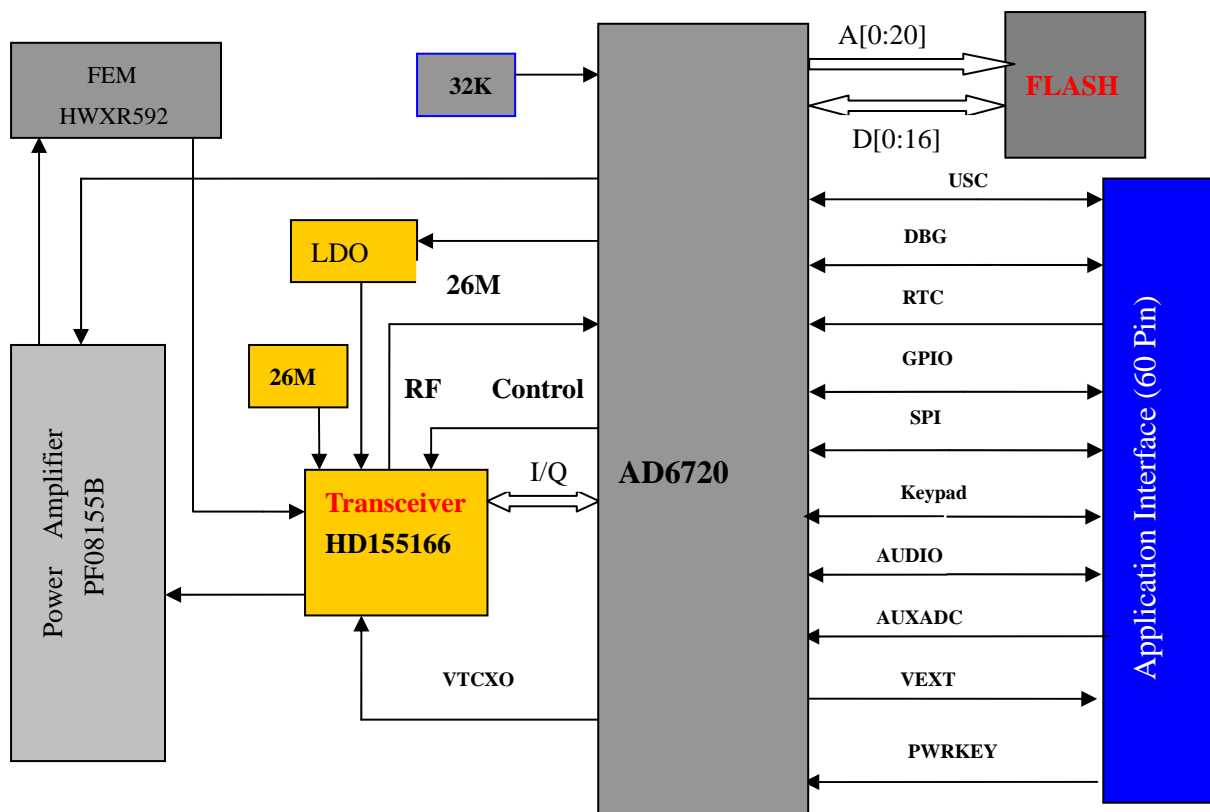 FEM
HWXR592
32K
A[0:20]
FLASH
D[0:16]
USC
LDO
DBG
26M
RTC
26M
RF Control
GPIO
SPI
I/Q
AD6720
Transceiver
HD155166
Keypad
AUDIO
AUXADC
VTCXO
VEXT
PWRKEY
Power Amplifier
PF08155B
Application Interface (60 Pin)